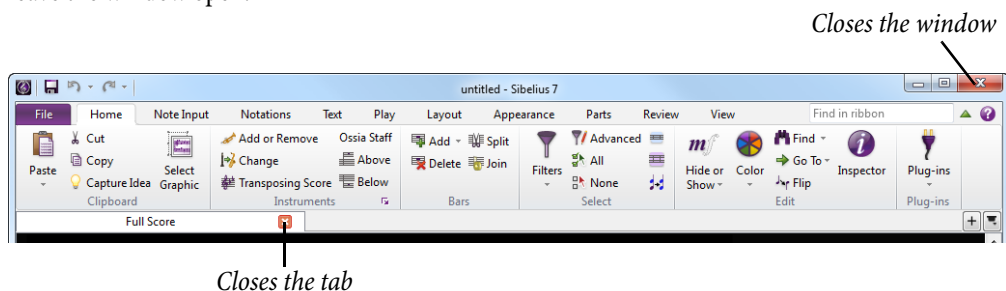 Closes the window
untitled - Sibelius 7
File Home Note Input Notations Text Play Layout Appearance Parts Review View Find in ribbon
Cut Add or Remove Ossia Staff Add Split Advanced Find
Paste Copy Select Graphic Change Above Delete Join Filters All Hide or Show Color Go To Inspector Plug-ins
Capture Idea Transposing Score Below None Flip
Clipboard Instruments Bars Select Edit Plug-ins
Full Score
Closes the tab